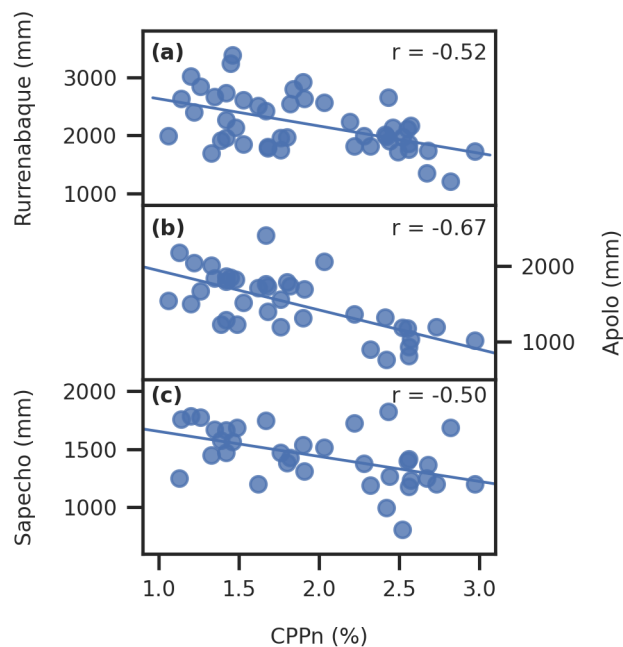 (a) r = -0.52
Rurrenabaque (mm)
3000
2000
1000
(b) r = -0.67
Apolo (mm)
2000
1000
(c) r = -0.50
Sapecho (mm)
2000
1500
1000
1.0 1.5 2.0 2.5 3.0
CPPn (%)